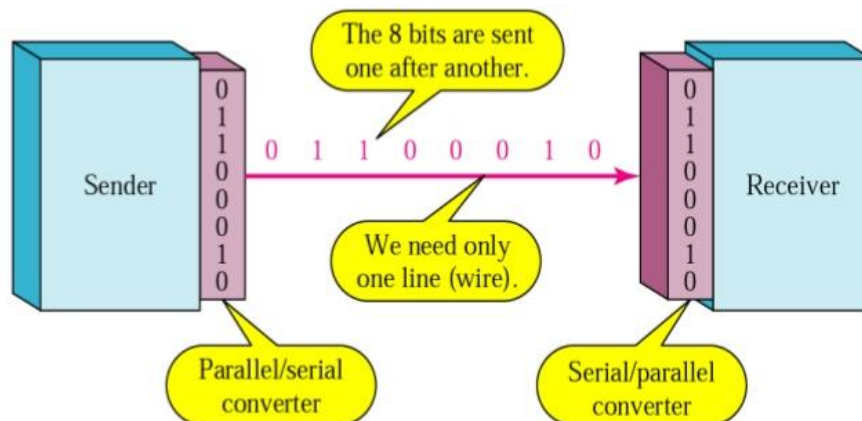 The 8 bits are sent
one after another.
0 1 1 0 0 0 1 0
Sender
0
1
1
0
0
0
1
0
0
1
1
0
0
0
1
0
Receiver
We need only
one line (wire).
Parallel/serial
converter
Serial/parallel
converter